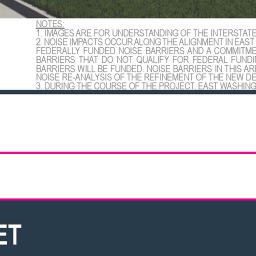 NOTES:
1. IMAGES ARE FOR UNDERSTANDING OF THE INTERSTATE
2. NOISE IMPACTS OCCUR ALONG THE ALIGNMENT IN EAST
FEDERALLY FUNDED NOISE BARRIERS AND A COMMITME
BARRIERS THAT DO NOT QUALIFY FOR FEDERAL FUNDIN
BARRIERS WILL BE FUNDED. NOISE BARRIERS IN THIS AR
NOISE RE-ANALYSIS OF THE REFINEMENT OF THE NEW DE
3. DURING THE COURSE OF THE PROJECT, EAST WASHING
ET